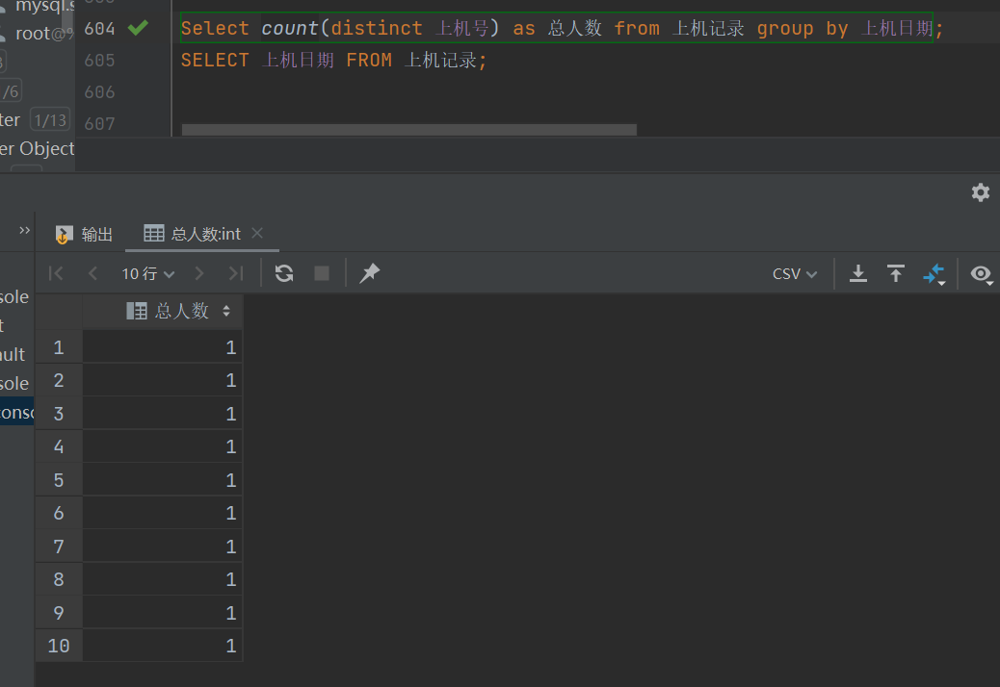 mysql.s
604 Select count(distinct 上机号) as 总人数 from 上机记录 group by 上机日期;
root@%
605 SELECT 上机日期 FROM 上机记录;
/6
606
ter 1/13
607
er Object
输出 总人数:int
10 行 CSV
sole
总人数
t
1 1
ault
2 1
sole
3 1
conso
4 1
5 1
6 1
7 1
8 1
9 1
10 1